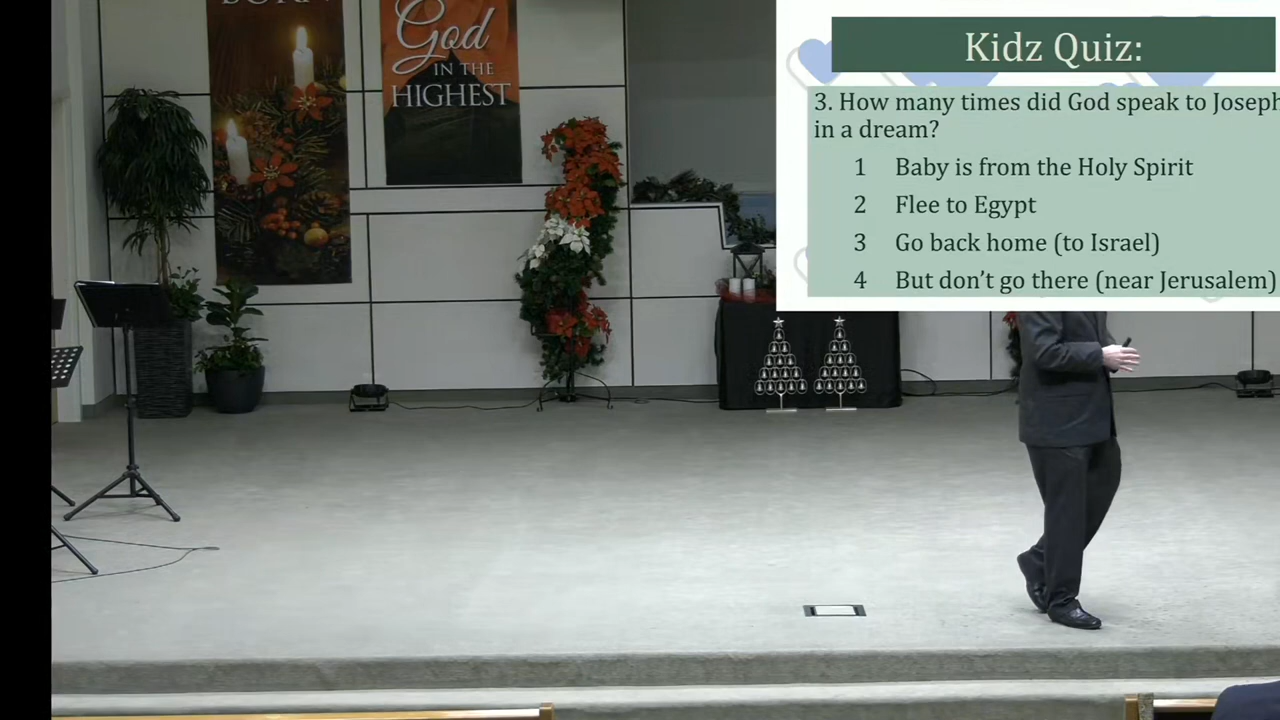 God
IN THE
HIGHEST
Kidz Quiz:
3. How many times did God speak to Joseph
in a dream?
1 Baby is from the Holy Spirit
2 Flee to Egypt
3 Go back home (to Israel)
4 But don't go there (near Jerusalem)